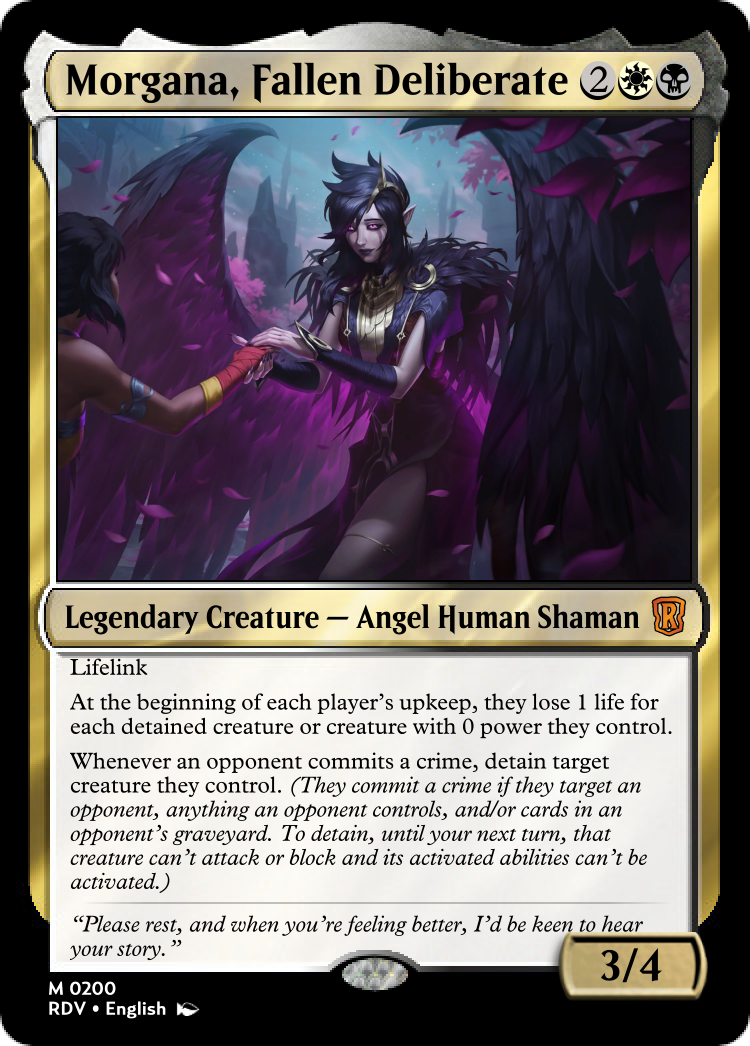 Morgana, Fallen Deliberate 2
Legendary Creature — Angel Human Shaman R
Lifelink
At the beginning of each player's upkeep, they lose 1 life for
each detained creature or creature with 0 power they control.
Whenever an opponent commits a crime, detain target
creature they control. (They commit a crime if they target an
opponent, anything an opponent controls, and/or cards in an
opponent's graveyard. To detain, until your next turn, that
creature can't attack or block and its activated abilities can't be
activated.)
“Please rest, and when you're feeling better, I'd be keen to hear
your story.”
3/4
M 0200
RDV • English